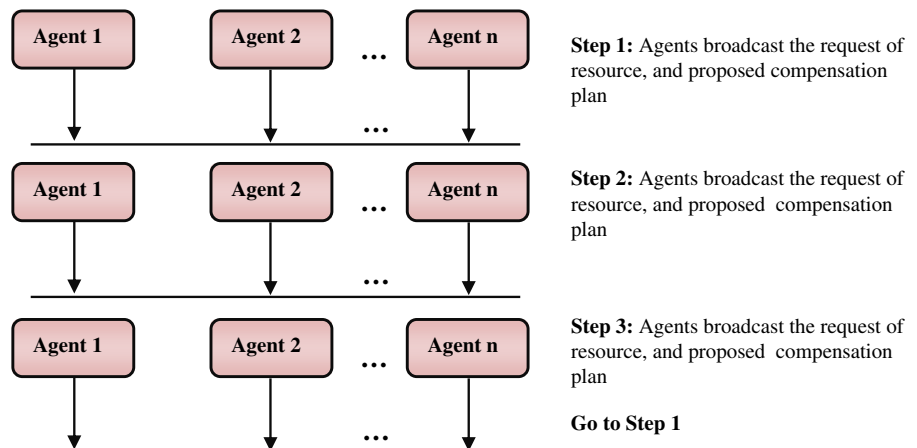 Agent 1 Agent 2 ... Agent n
...
Step 1: Agents broadcast the request of
resource, and proposed compensation
plan
Agent 1 Agent 2 ... Agent n
...
Step 2: Agents broadcast the request of
resource, and proposed compensation
plan
Agent 1 Agent 2 ... Agent n
...
Step 3: Agents broadcast the request of
resource, and proposed compensation
plan
Go to Step 1